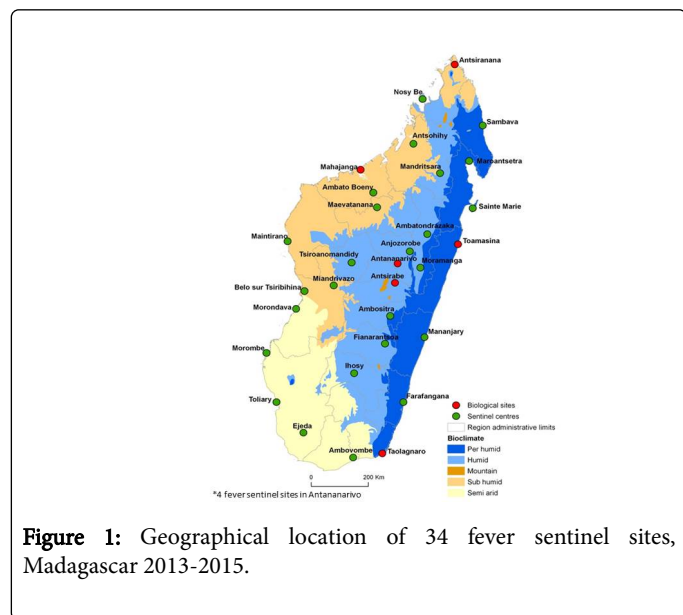 Antsiranana
Nosy Be
Sambava
Antsohihy
Maroantsetra
Mahajanga
Mandritsara
Ambato Boeny
Maevatanana
Sainte Marie
Ambatondrazaka
Maintirano
Anjozorobe
Toamasina
Tsiroanomandidy
Antananarivo
Moramanga
Antsirabe
Miandrivazo
Belo sur Tsiribihina
Morondava
Ambositra
Mananjary
Fianarantsoa
Morombe
Ihosy
Toliary
Farafangana
Ejeda
Ambovombe
Taolagnaro
Biological sites
Sentinel centres
Region administrative limits
Bioclimate
Per humid
Humid
Mountain
Sub humid
Semi arid
0 200 Km
*4 fever sentinel sites in Antananarivo
Figure 1: Geographical location of 34 fever sentinel sites,
Madagascar 2013-2015.